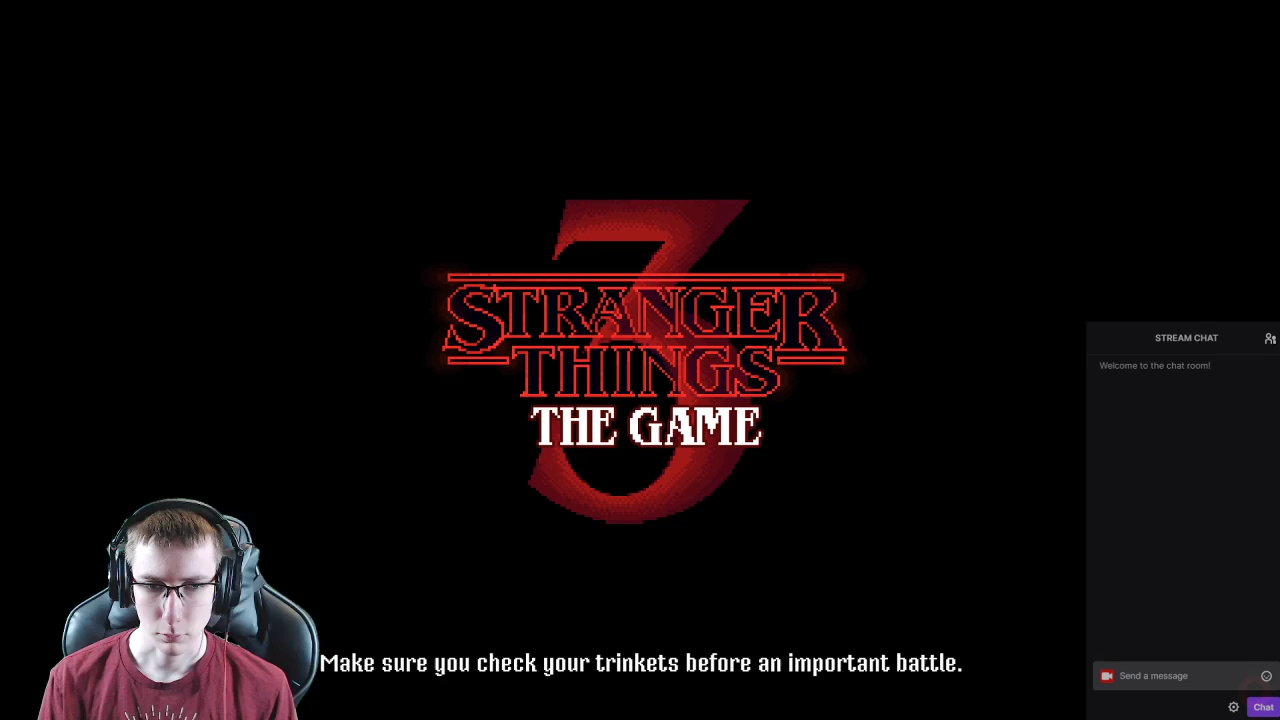 3
STRANGER
THINGS
THE GAME
STREAM CHAT
Welcome to the chat room!
Make sure you check your trinkets before an important battle.
Send a message
Chat